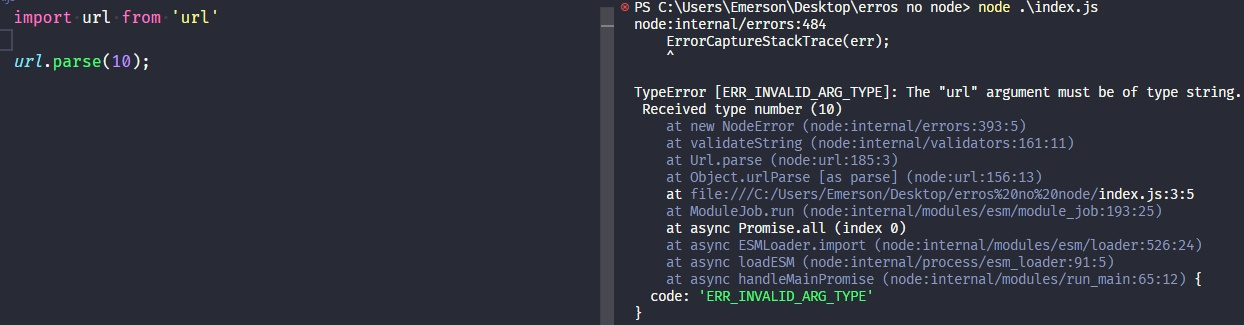 import url from 'url'
url.parse(10);
PS C:\Users\Emerson\Desktop\erros no node> node .\index.js
node:internal/errors:484
    ErrorCaptureStackTrace(err);
    ^
TypeError [ERR_INVALID_ARG_TYPE]: The "url" argument must be of type string.
 Received type number (10)
    at new NodeError (node:internal/errors:393:5)
    at validateString (node:internal/validators:161:11)
    at Url.parse (node:url:185:3)
    at Object.urlParse [as parse] (node:url:156:13)
    at file:///C:/Users/Emerson/Desktop/erros%20no%20node/index.js:3:5
    at ModuleJob.run (node:internal/modules/esm/module_job:193:25)
    at async Promise.all (index 0)
    at async ESMLoader.import (node:internal/modules/esm/loader:526:24)
    at async loadESM (node:internal/process/esm_loader:91:5)
    at async handleMainPromise (node:internal/modules/run_main:65:12) {
  code: 'ERR_INVALID_ARG_TYPE'
}